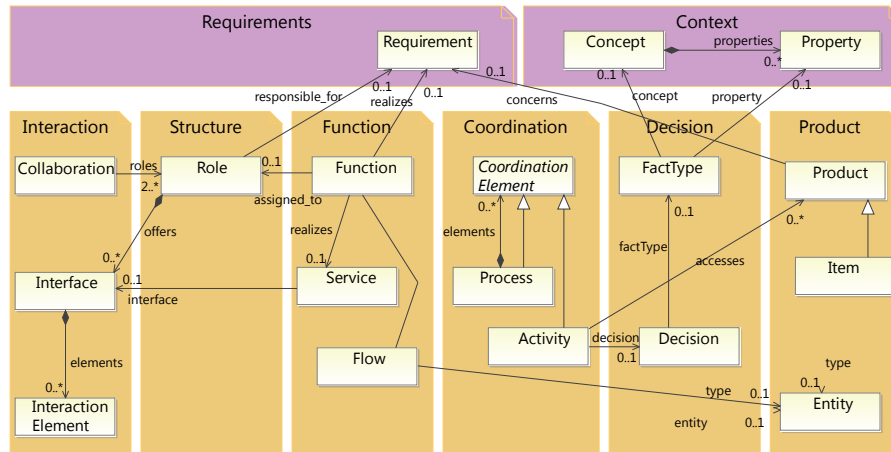 Requirements
Context
Requirement
Concept
properties
Property
0..*
0..1
0..1
0..1
0..1
0..1
responsible_for
realizes
concerns
concept
property
Interaction
Structure
Function
Coordination
Decision
Product
Collaboration
roles
2..*
Role
0..1
Function
Coordination
Element
FactType
Product
assigned_to
0..*
0..1
0..*
offers
realizes
elements
factType
accesses
0..*
0..1
0..1
Interface
interface
Service
Process
Item
elements
Flow
Activity
decision
0..1
Decision
type
0..1
0..*
type
0..1
Entity
Interaction
Element
entity
0..1